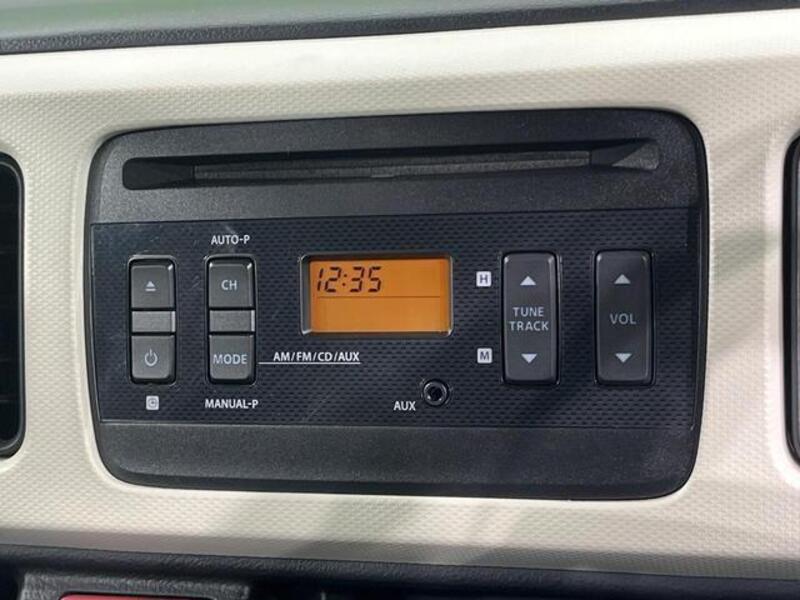 AUTO-P
CH
MODE
AM/FM/CD/AUX
MANUAL-P
12:35
AUX
H
M
TUNE
TRACK
VOL